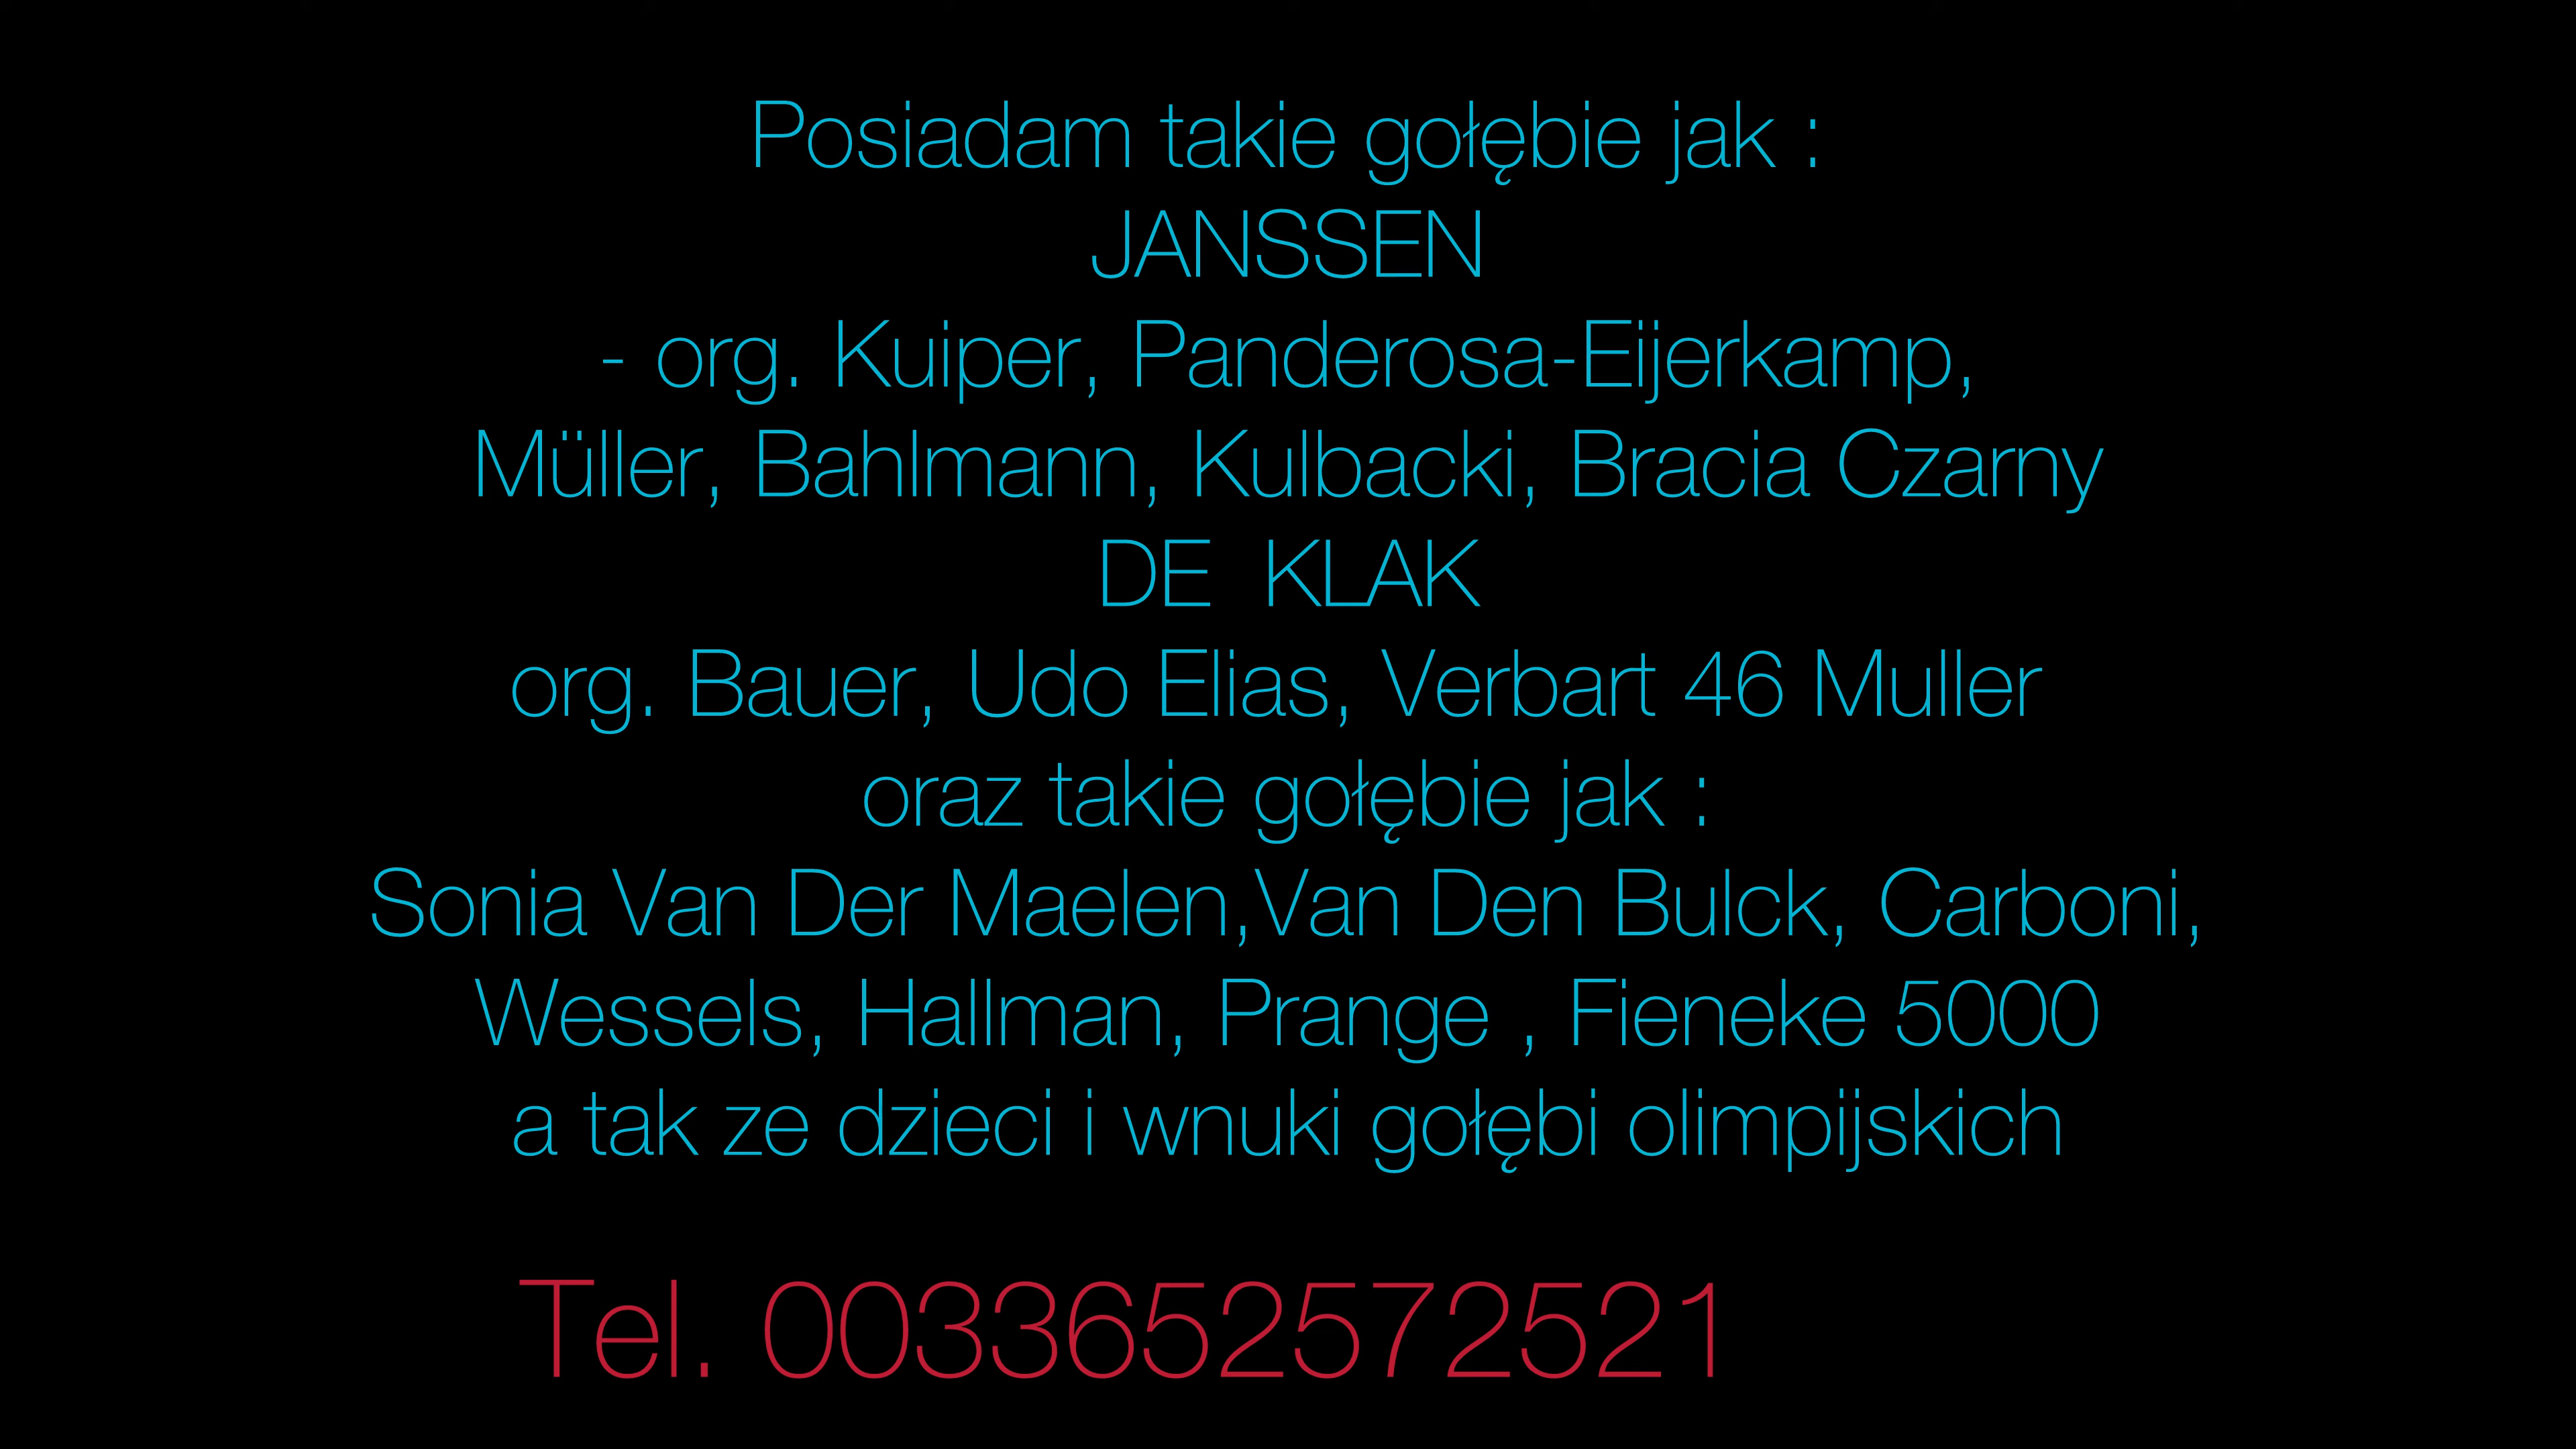 Posiadam takie gołębie jak :
JANSSEN
- org. Kuiper, Panderosa-Eijerkamp,
Müller, Bahlmann, Kulbacki, Bracia Czarny
DE KLAK
org. Bauer, Udo Elias, Verbart 46 Muller
oraz takie gołębie jak :
Sonia Van Der Maelen,Van Den Bulck, Carboni,
Wessels, Hallman, Prange , Fieneke 5000
a tak ze dzieci i wnuki gołębi olimpijskich
Tel. 0033652572521